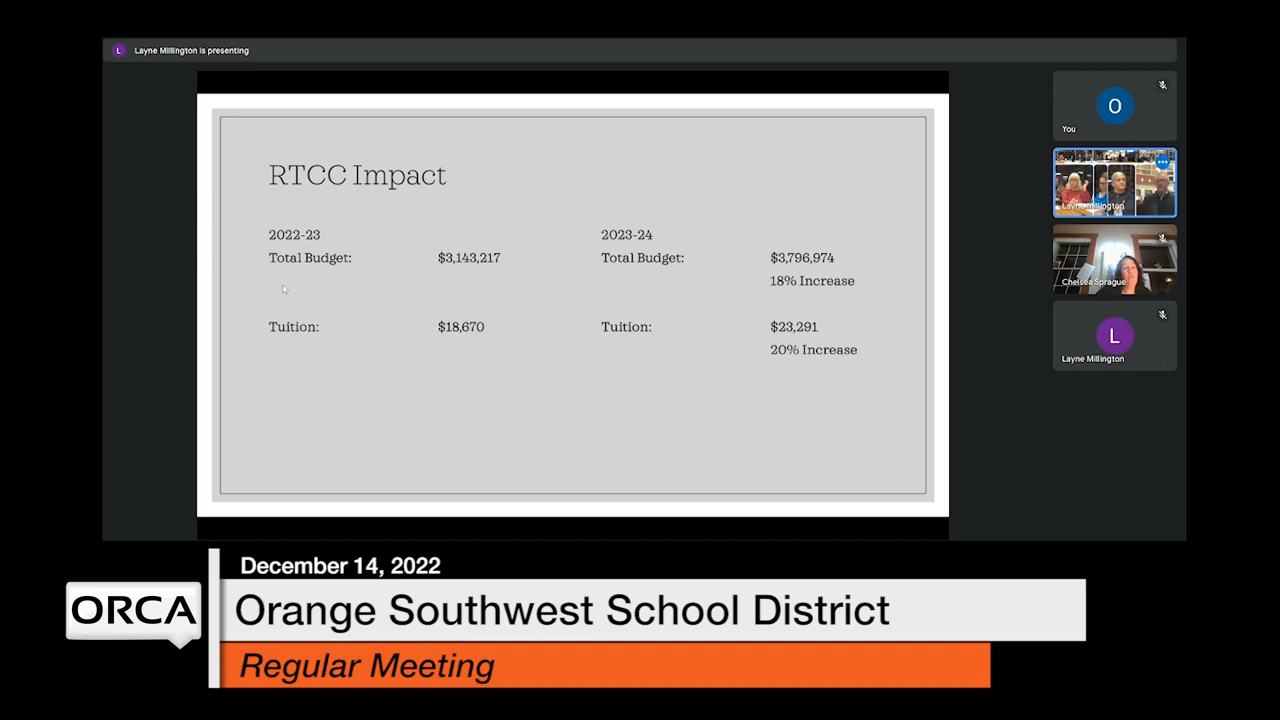 L Layne Millington is presenting
O
You
Layne Millington
Chelsea Sprague
L
Layne Millington
RTCC Impact
2022-23
Total Budget: $3,143,217
Tuition: $18,670
2023-24
Total Budget: $3,796,974
18% Increase
Tuition: $23,291
20% Increase
December 14, 2022
ORCA
Orange Southwest School District
Regular Meeting